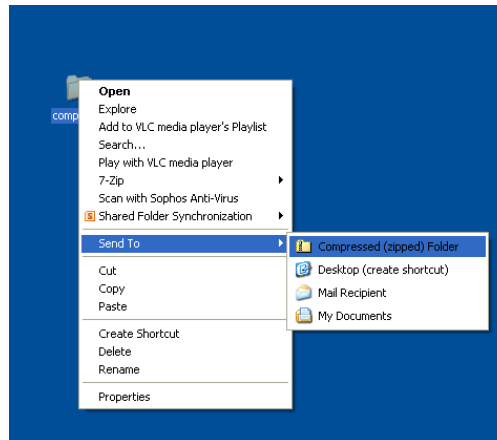 comp
Open
Explore
Add to VLC media player's Playlist
Search...
Play with VLC media player
7-Zip
Scan with Sophos Anti-Virus
S Shared Folder Synchronization
Send To
Cut
Copy
Paste
Create Shortcut
Delete
Rename
Properties
Compressed (zipped) Folder
Desktop (create shortcut)
Mail Recipient
My Documents